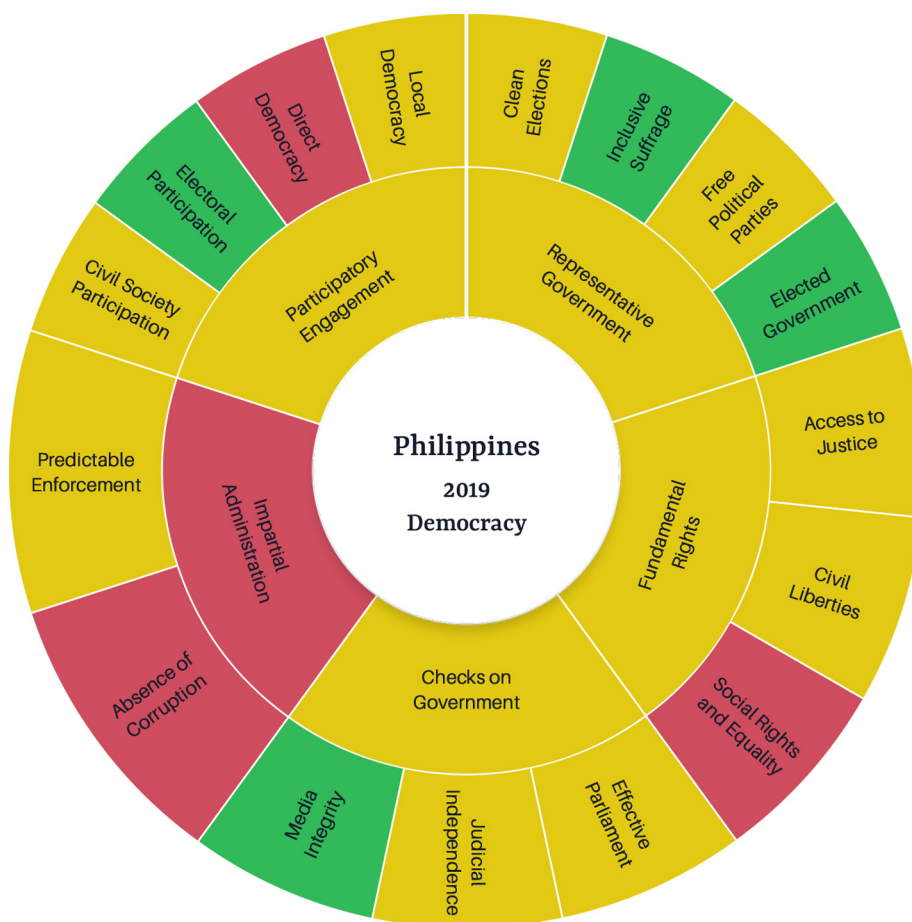 Philippines
2019
Democracy
Representative
Government
Clean
Elections
Inclusive
Suffrage
Free
Political
Parties
Elected
Government
Fundamental
Rights
Access to
Justice
Civil
Liberties
Social Rights
and Equality
Checks on
Government
Effective
Parliament
Judicial
Independence
Media
Integrity
Impartial
Administration
Absence of
Corruption
Predictable
Enforcement
Participatory
Engagement
Civil Society
Participation
Electoral
Participation
Direct
Democracy
Local
Democracy